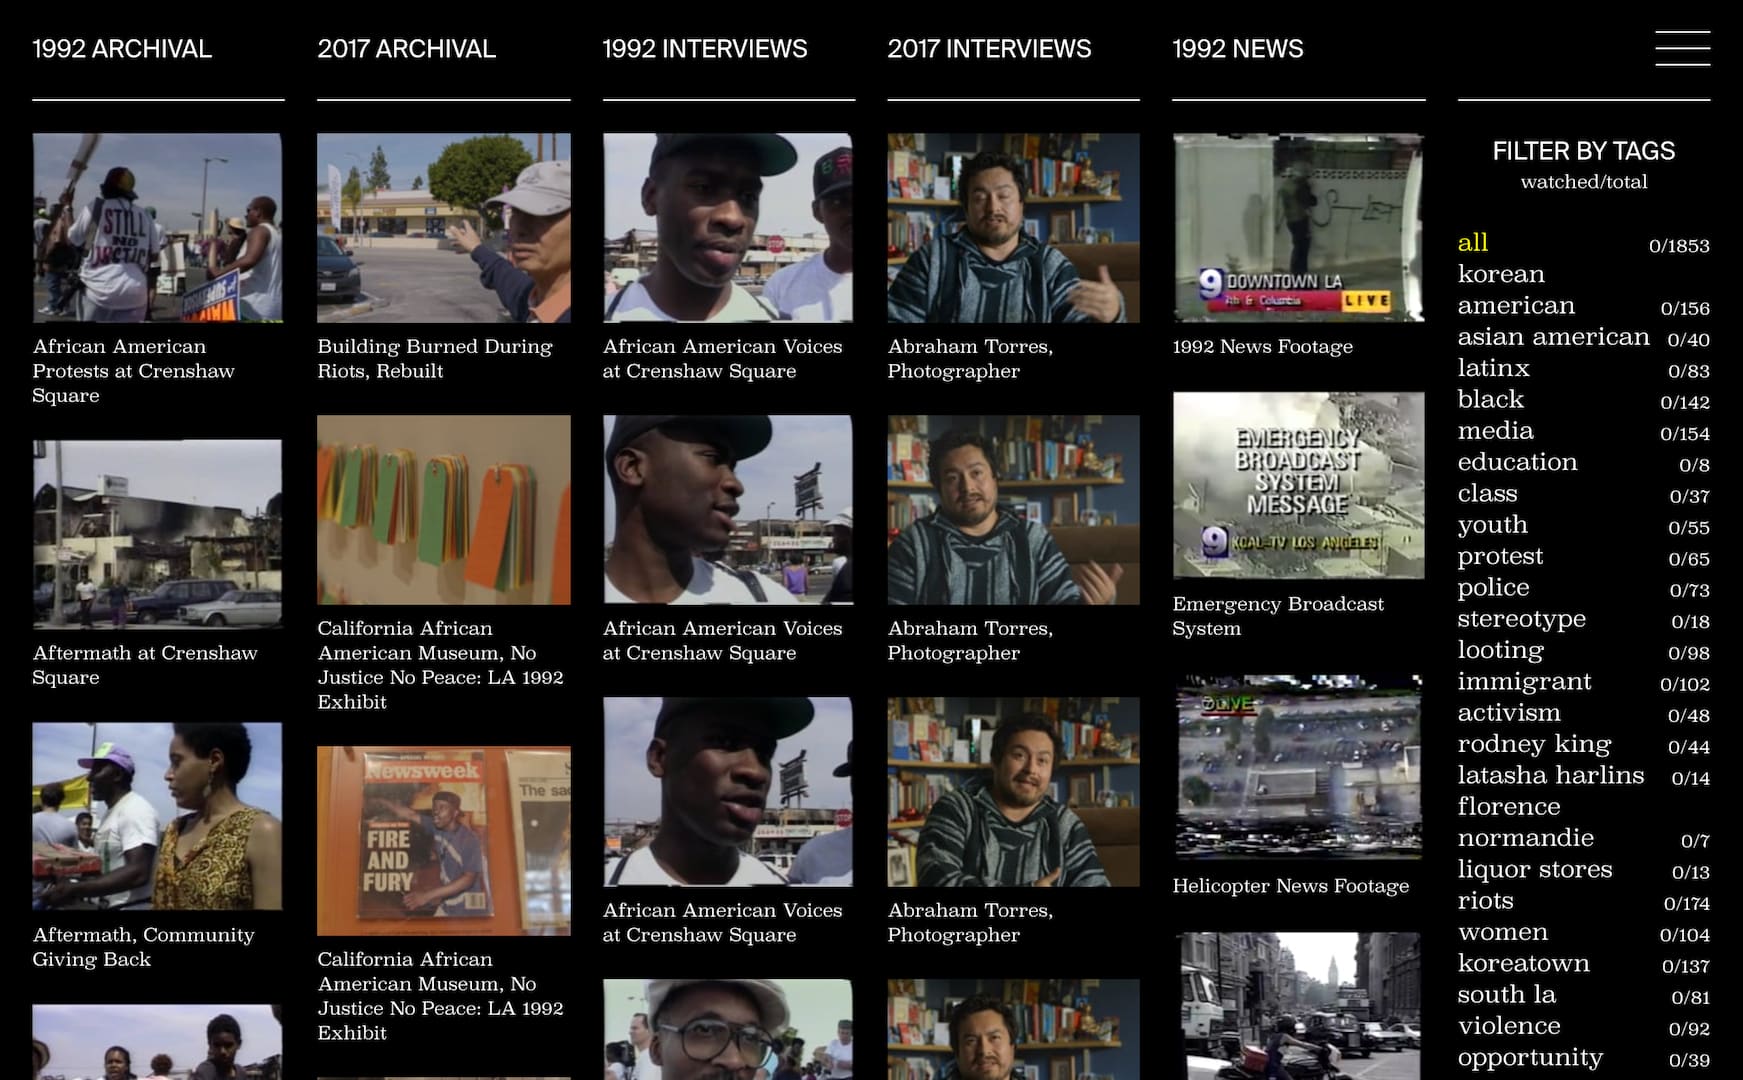 1992 ARCHIVAL
2017 ARCHIVAL
1992 INTERVIEWS
2017 INTERVIEWS
1992 NEWS
STILL
NO
JUSTICE
African American
Protests at Crenshaw
Square
Aftermath at Crenshaw
Square
Aftermath, Community
Giving Back
Building Burned During
Riots, Rebuilt
California African
American Museum, No
Justice No Peace: LA 1992
Exhibit
Newsweek
FIRE
AND
FURY
The sa
California African
American Museum, No
Justice No Peace: LA 1992
Exhibit
STOP
African American Voices
at Crenshaw Square
African American Voices
at Crenshaw Square
STOP
African American Voices
at Crenshaw Square
Abraham Torres,
Photographer
Abraham Torres,
Photographer
Abraham Torres,
Photographer
9 DOWNTOWN LA
7th & Columbia LIVE
1992 News Footage
EMERGENCY
BROADCAST
SYSTEM
MESSAGE
9 KCAL-TV LOS ANGELES
Emergency Broadcast
System
7 LIVE
Helicopter News Footage
FILTER BY TAGS
watched/total
all 0/1853
korean
american 0/156
asian american 0/40
latinx 0/83
black 0/142
media 0/154
education 0/8
class 0/37
youth 0/55
protest 0/65
police 0/73
stereotype 0/18
looting 0/98
immigrant 0/102
activism 0/48
rodney king 0/44
latasha harlins 0/14
florence
normandie 0/7
liquor stores 0/13
riots 0/174
women 0/104
koreatown 0/137
south la 0/81
violence 0/92
opportunity 0/39